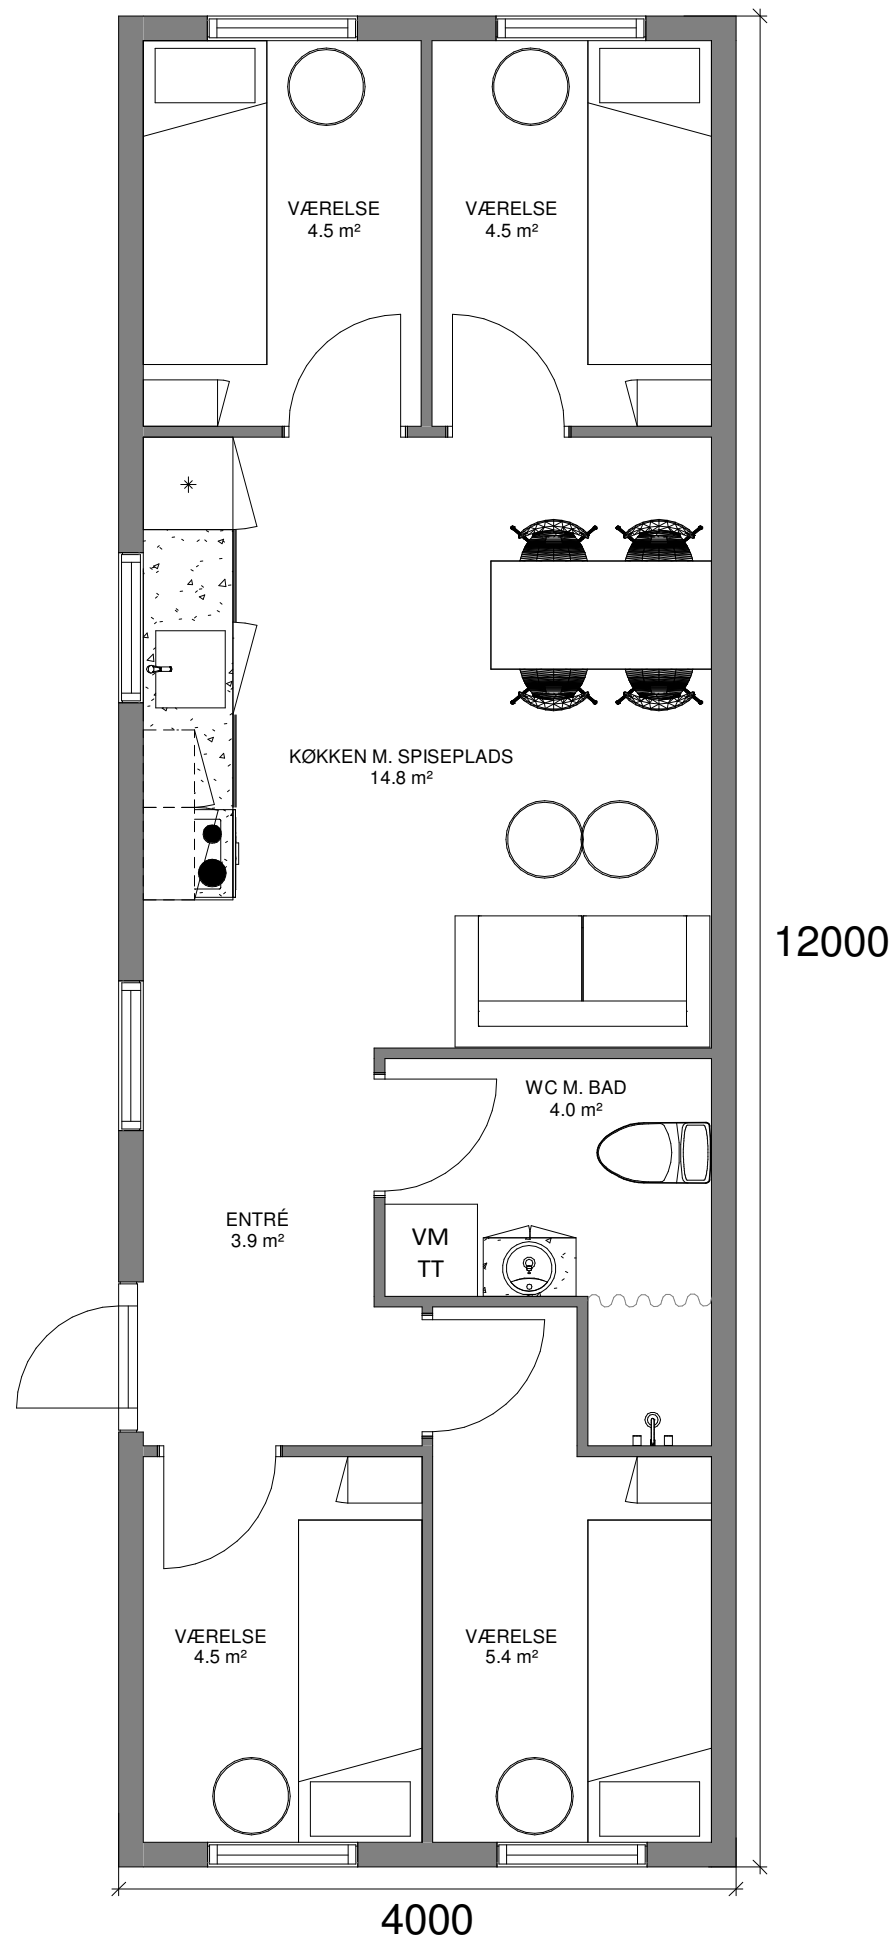 VÆRELSE
4.5 m²
VÆRELSE
4.5 m²
KØKKEN M. SPISEPLADS
14.8 m²
12000
WC M. BAD
4.0 m²
ENTRÉ
3.9 m²
VM
TT
VÆRELSE
4.5 m²
VÆRELSE
5.4 m²
4000